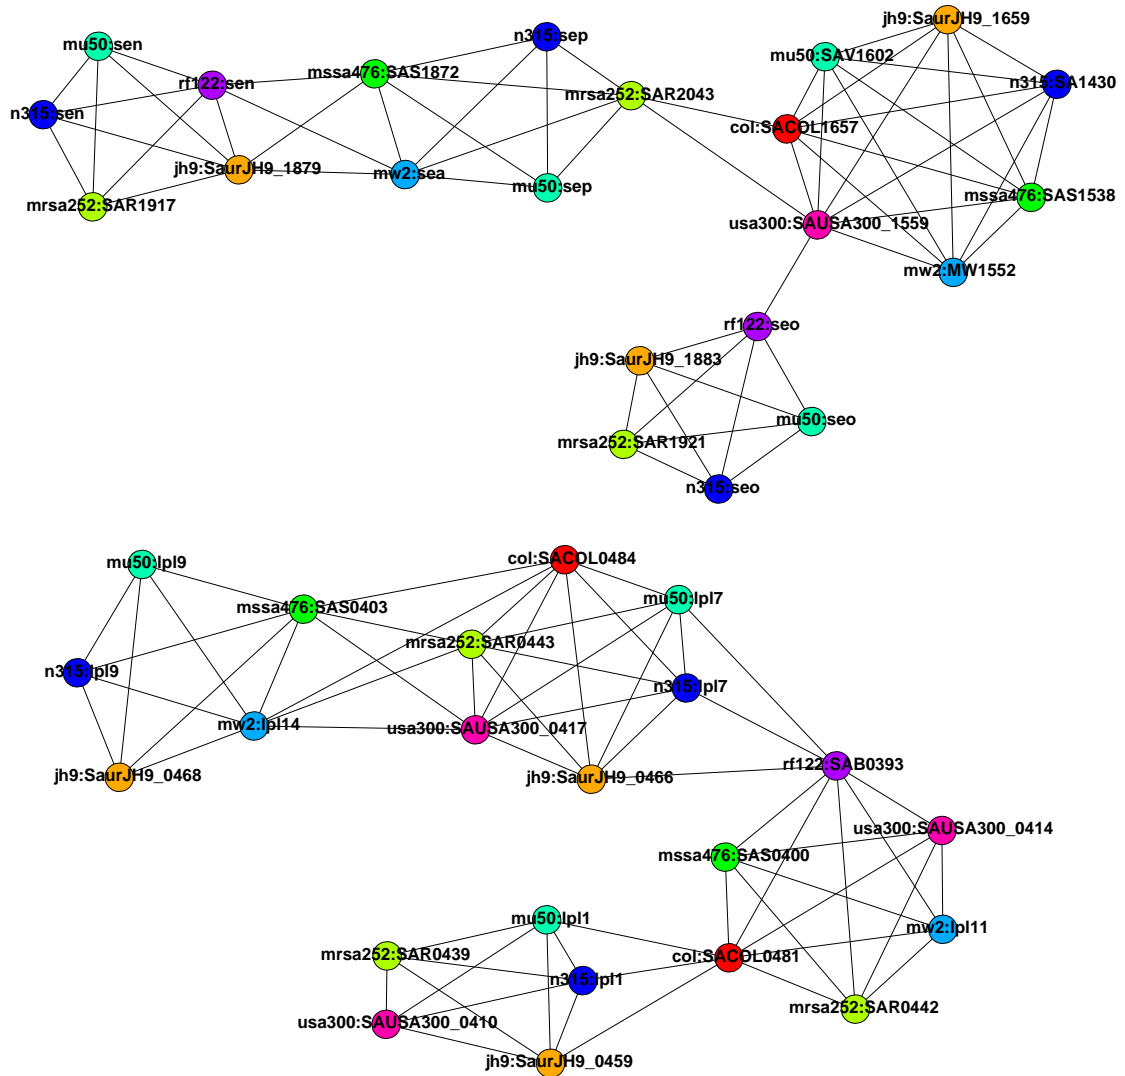 jh9:SaurJH9_1659
mu50:sen
n315:sep
mu50:SAV1602
mssa476:SAS1872
rf122:sen
n315:SA1430
mrsa252:SAR2043
n315:sen
col:SACOL1657
jh9:SaurJH9_1879
mw2:sea
mu50:sep
mssa476:SAS1538
mrsa252:SAR1917
usa300:SAUSA300_1559
mw2:MW1552
rf122:seo
jh9:SaurJH9_1883
mu50:seo
mrsa252:SAR1921
n315:seo
col:SACOL0484
mu50:lpl9
mu50:lpl7
mssa476:SAS0403
mrsa252:SAR0443
n315:lpl9
n315:lpl7
mw2:lpl14
usa300:SAUSA300_0417
rf122:SAB0393
jh9:SaurJH9_0468
jh9:SaurJH9_0466
usa300:SAUSA300_0414
mssa476:SAS0400
mu50:lpl1
mw2:lpl11
mrsa252:SAR0439
col:SACOL0481
n315:lpl1
mrsa252:SAR0442
usa300:SAUSA300_0410
jh9:SaurJH9_0459